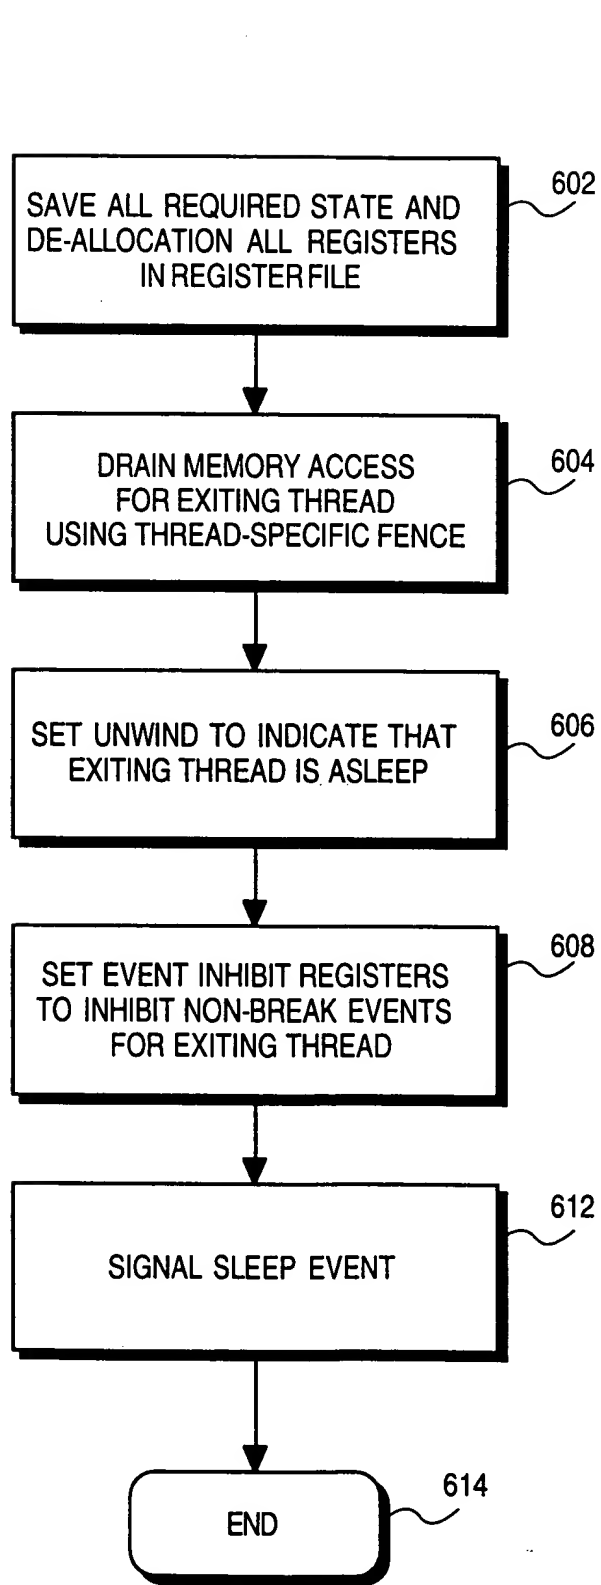 602
SAVE ALL REQUIRED STATE AND
DE-ALLOCATION ALL REGISTERS
IN REGISTER FILE
604
DRAIN MEMORY ACCESS
FOR EXITING THREAD
USING THREAD-SPECIFIC FENCE
606
SET UNWIND TO INDICATE THAT
EXITING THREAD IS ASLEEP
608
SET EVENT INHIBIT REGISTERS
TO INHIBIT NON-BREAK EVENTS
FOR EXITING THREAD
612
SIGNAL SLEEP EVENT
614
END